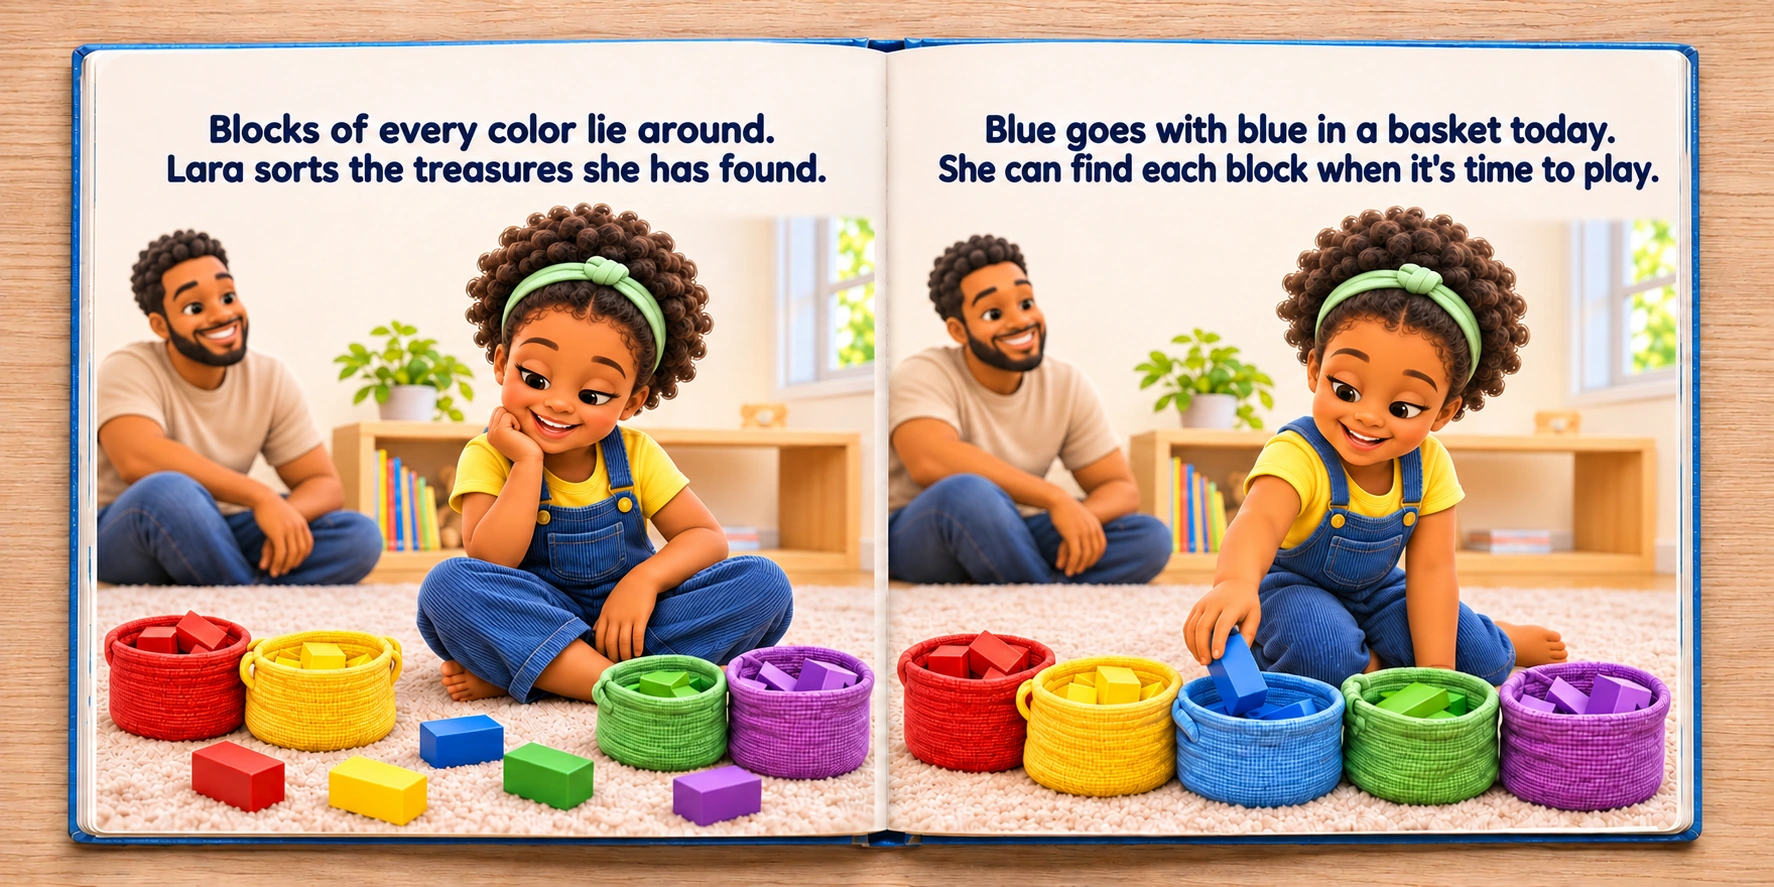 Blocks of every color lie around.
Lara sorts the treasures she has found.
Blue goes with blue in a basket today.
She can find each block when it's time to play.